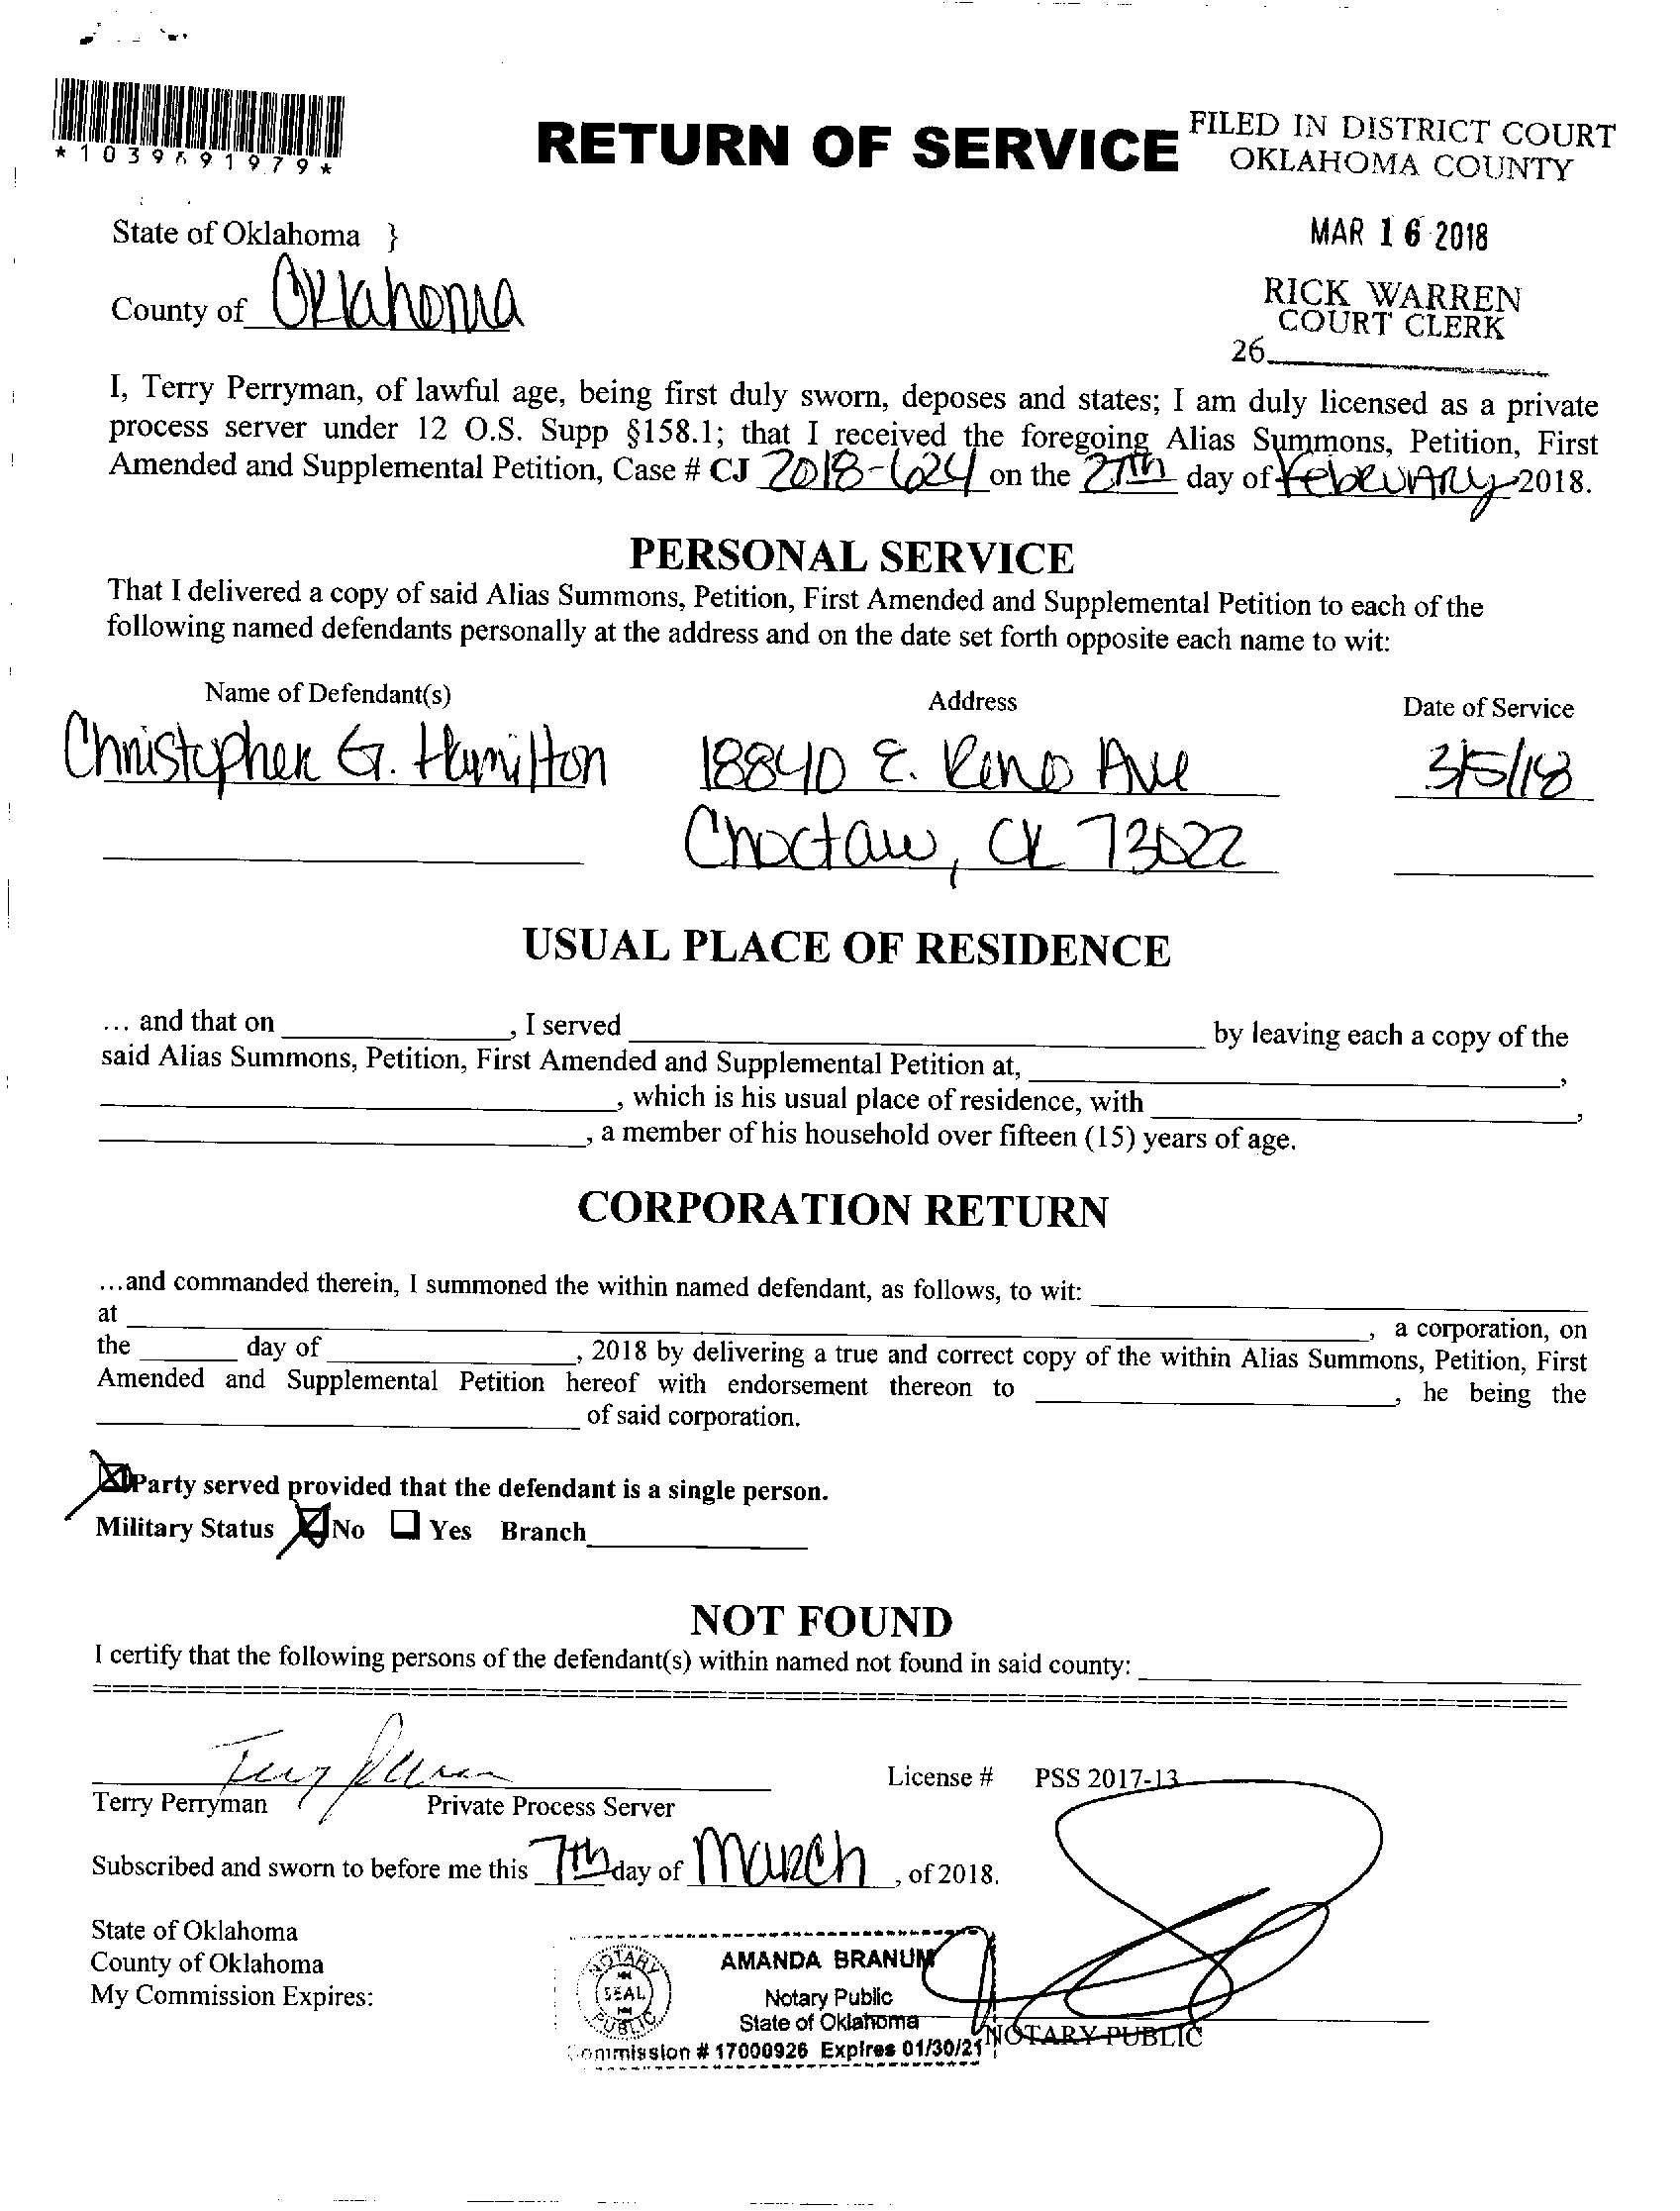 *1039691979*
RETURN OF SERVICE
FILED IN DISTRICT COURT
OKLAHOMA COUNTY
MAR 16 2018
RICK WARREN
COURT CLERK
26
State of Oklahoma }
County of Oklahoma
I, Terry Perryman, of lawful age, being first duly sworn, deposes and states; I am duly licensed as a private
process server under 12 O.S. Supp §158.1; that I received the foregoing Alias Summons, Petition, First
Amended and Supplemental Petition, Case # CJ 2018-624 on the 27th day of February 2018.
PERSONAL SERVICE
That I delivered a copy of said Alias Summons, Petition, First Amended and Supplemental Petition to each of the
following named defendants personally at the address and on the date set forth opposite each name to wit:
Name of Defendant(s) Address Date of Service
Christopher G. Hamilton 18840 E. Reno Ave 3/5/18
Choctaw, OK 73022
USUAL PLACE OF RESIDENCE
... and that on , I served by leaving each a copy of the
said Alias Summons, Petition, First Amended and Supplemental Petition at, ,
, which is his usual place of residence, with ,
, a member of his household over fifteen (15) years of age.
CORPORATION RETURN
...and commanded therein, I summoned the within named defendant, as follows, to wit:
at , a corporation, on
the day of , 2018 by delivering a true and correct copy of the within Alias Summons, Petition, First
Amended and Supplemental Petition hereof with endorsement thereon to , he being the
of said corporation.
Party served provided that the defendant is a single person.
Military Status No Yes Branch
NOT FOUND
I certify that the following persons of the defendant(s) within named not found in said county:
License # PSS 2017-13
Terry Perryman Private Process Server
Subscribed and sworn to before me this 7th day of March, of 2018.
State of Oklahoma
County of Oklahoma
My Commission Expires:
NOTARY
SEAL
PUBLIC
AMANDA BRANUM
Notary Public
State of Oklahoma
Commission # 17000926 Expires 01/30/21
NOTARY PUBLIC